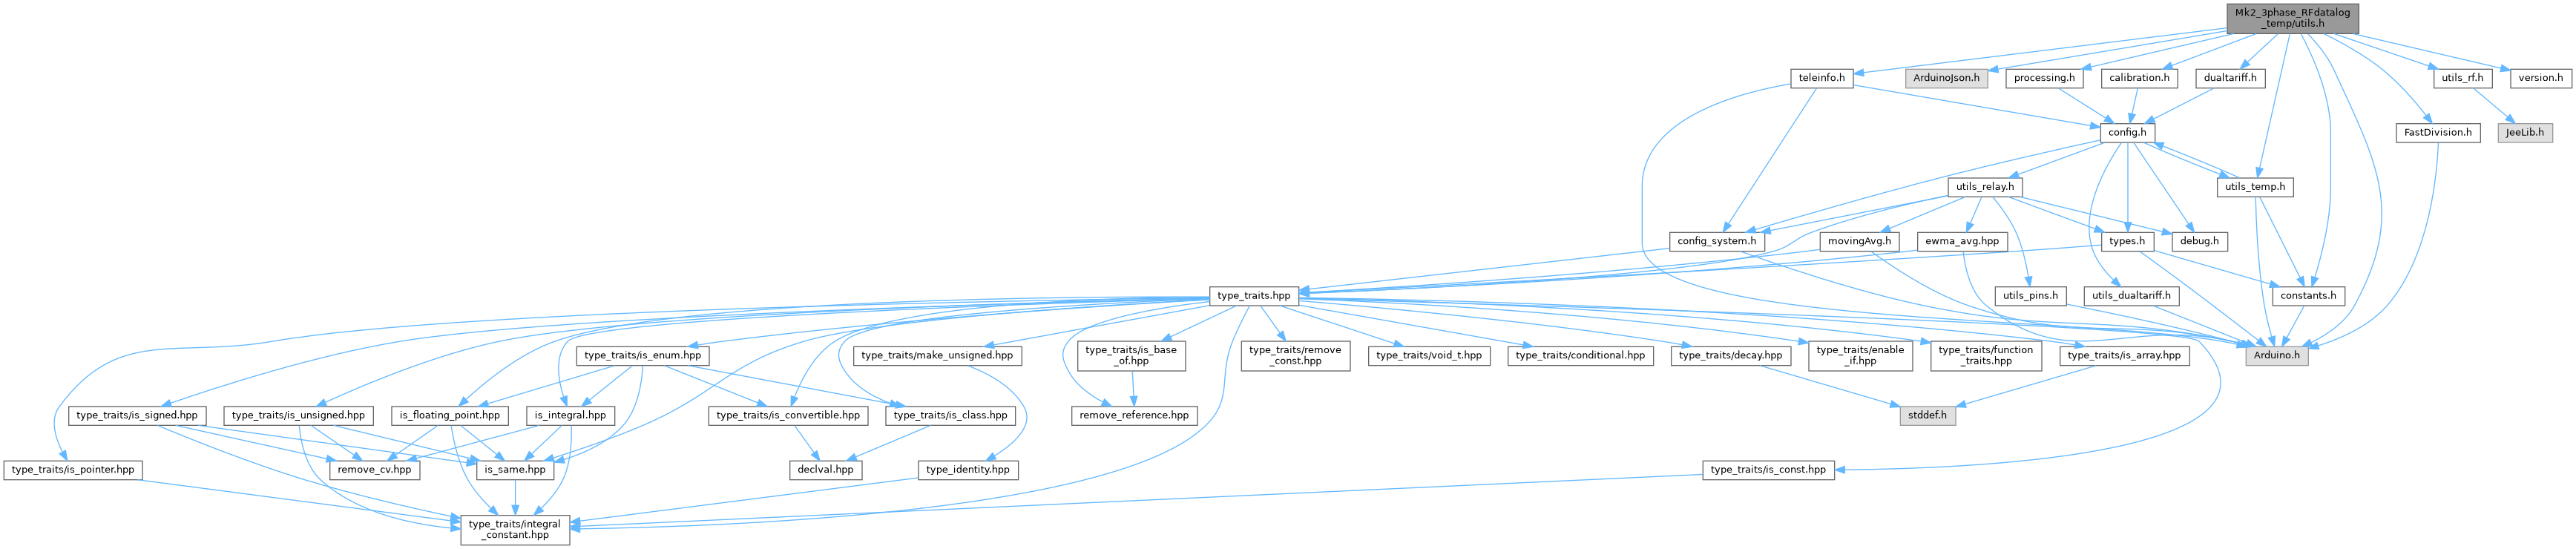 Mk2_3phase_RFdatalog
_temp/utils.h
teleinfo.h
ArduinoJson.h
processing.h
calibration.h
dualtariff.h
utils_rf.h
version.h
config.h
FastDivision.h
JeeLib.h
utils_relay.h
utils_temp.h
config_system.h
movingAvg.h
ewma_avg.hpp
types.h
debug.h
type_traits.hpp
utils_pins.h
utils_dualtariff.h
constants.h
type_traits/is_enum.hpp
type_traits/make_unsigned.hpp
type_traits/is_base
_of.hpp
type_traits/remove
_const.hpp
type_traits/void_t.hpp
type_traits/conditional.hpp
type_traits/decay.hpp
type_traits/enable
_if.hpp
type_traits/function
_traits.hpp
type_traits/is_array.hpp
Arduino.h
type_traits/is_signed.hpp
type_traits/is_unsigned.hpp
is_floating_point.hpp
is_integral.hpp
type_traits/is_convertible.hpp
type_traits/is_class.hpp
remove_reference.hpp
stddef.h
type_traits/is_pointer.hpp
remove_cv.hpp
is_same.hpp
declval.hpp
type_identity.hpp
type_traits/is_const.hpp
type_traits/integral
_constant.hpp